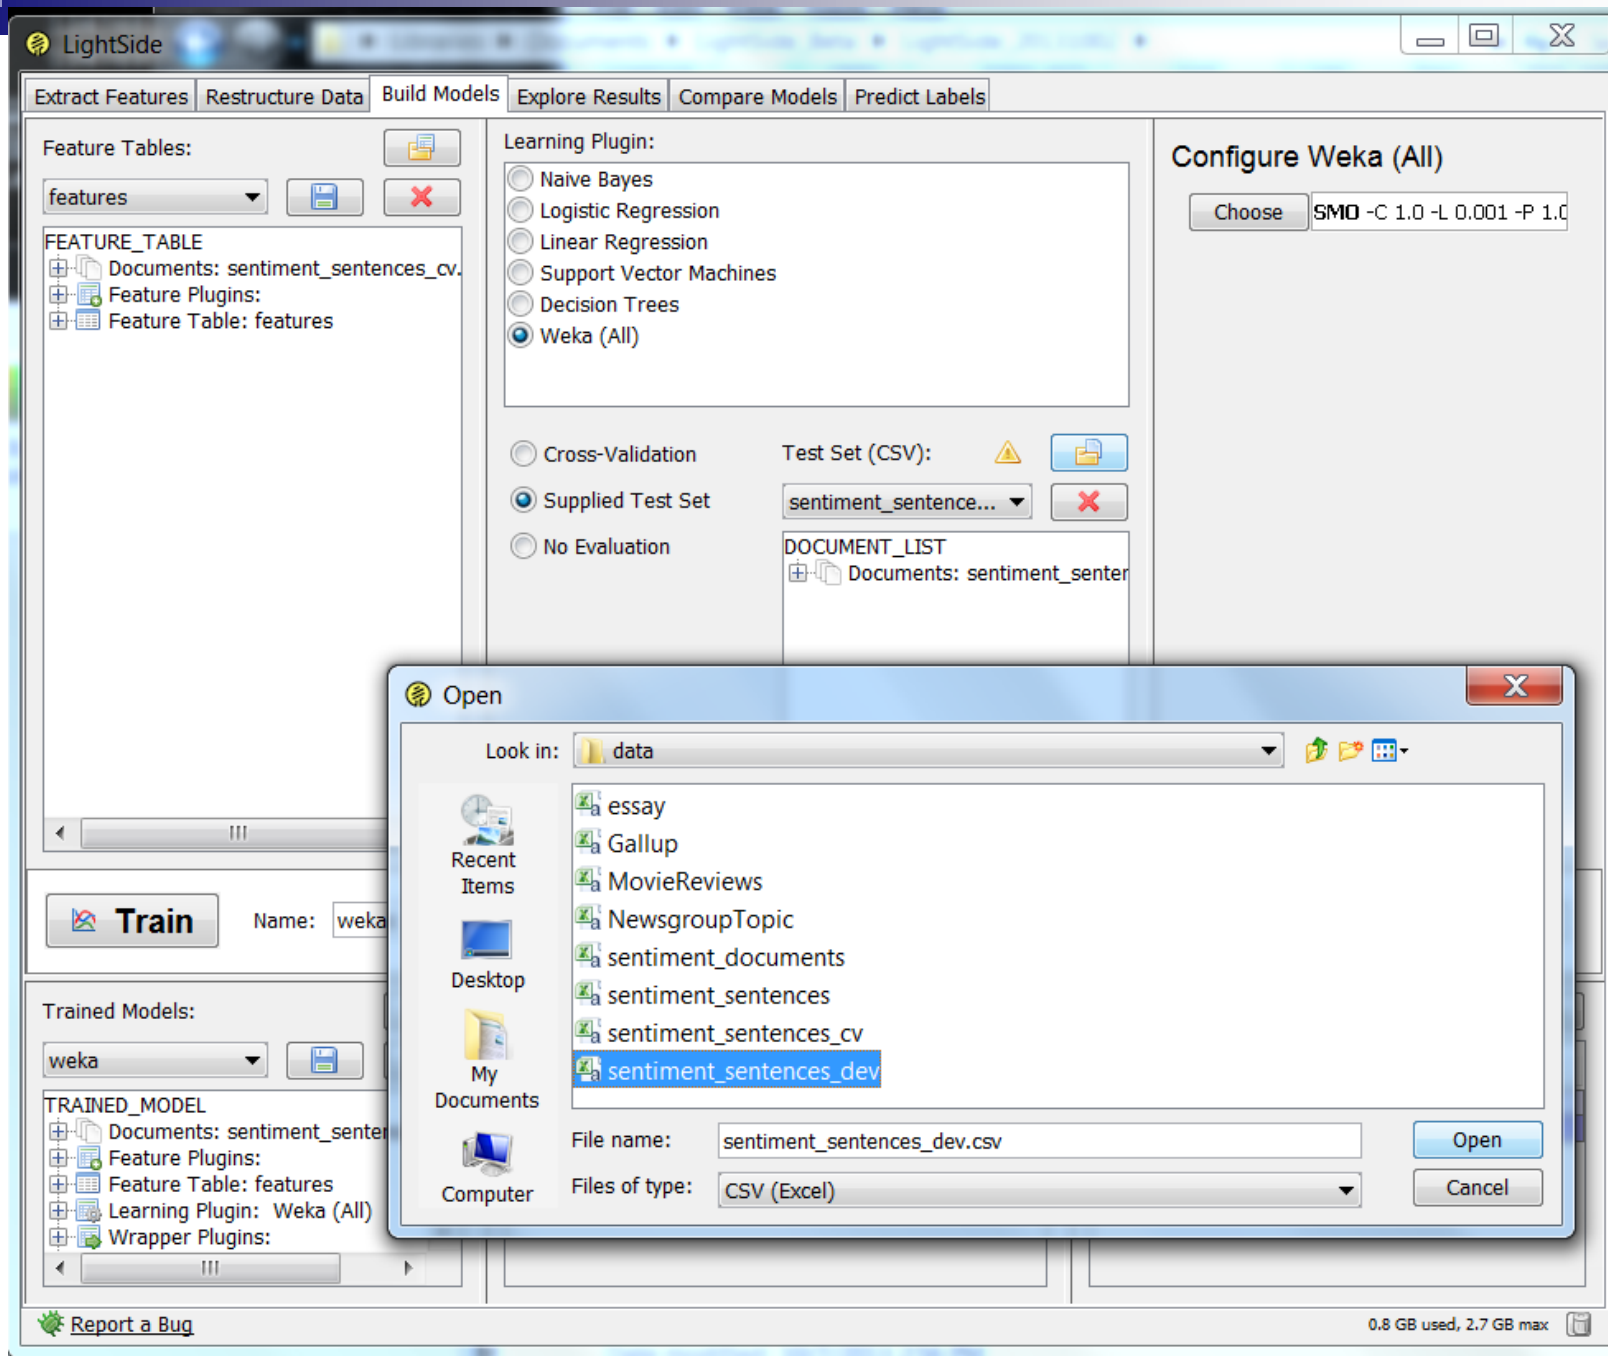 LightSide
Extract Features Restructure Data Build Models Explore Results Compare Models Predict Labels
Feature Tables:
features
FEATURE_TABLE
Documents: sentiment_sentences_cv.
Feature Plugins:
Feature Table: features
Learning Plugin:
Naive Bayes
Logistic Regression
Linear Regression
Support Vector Machines
Decision Trees
Weka (All)
Configure Weka (All)
Choose SMO -C 1.0 -L 0.001 -P 1.0
Cross-Validation
Supplied Test Set
No Evaluation
Test Set (CSV):
sentiment_sentence...
DOCUMENT_LIST
Documents: sentiment_senten
Train Name: weka
Trained Models:
weka
TRAINED_MODEL
Documents: sentiment_senten
Feature Plugins:
Feature Table: features
Learning Plugin: Weka (All)
Wrapper Plugins:
Open
Look in: data
Recent
Items
Desktop
My
Documents
Computer
essay
Gallup
MovieReviews
NewsgroupTopic
sentiment_documents
sentiment_sentences
sentiment_sentences_cv
sentiment_sentences_dev
File name: sentiment_sentences_dev.csv Open
Files of type: CSV (Excel) Cancel
Report a Bug
0.8 GB used, 2.7 GB max